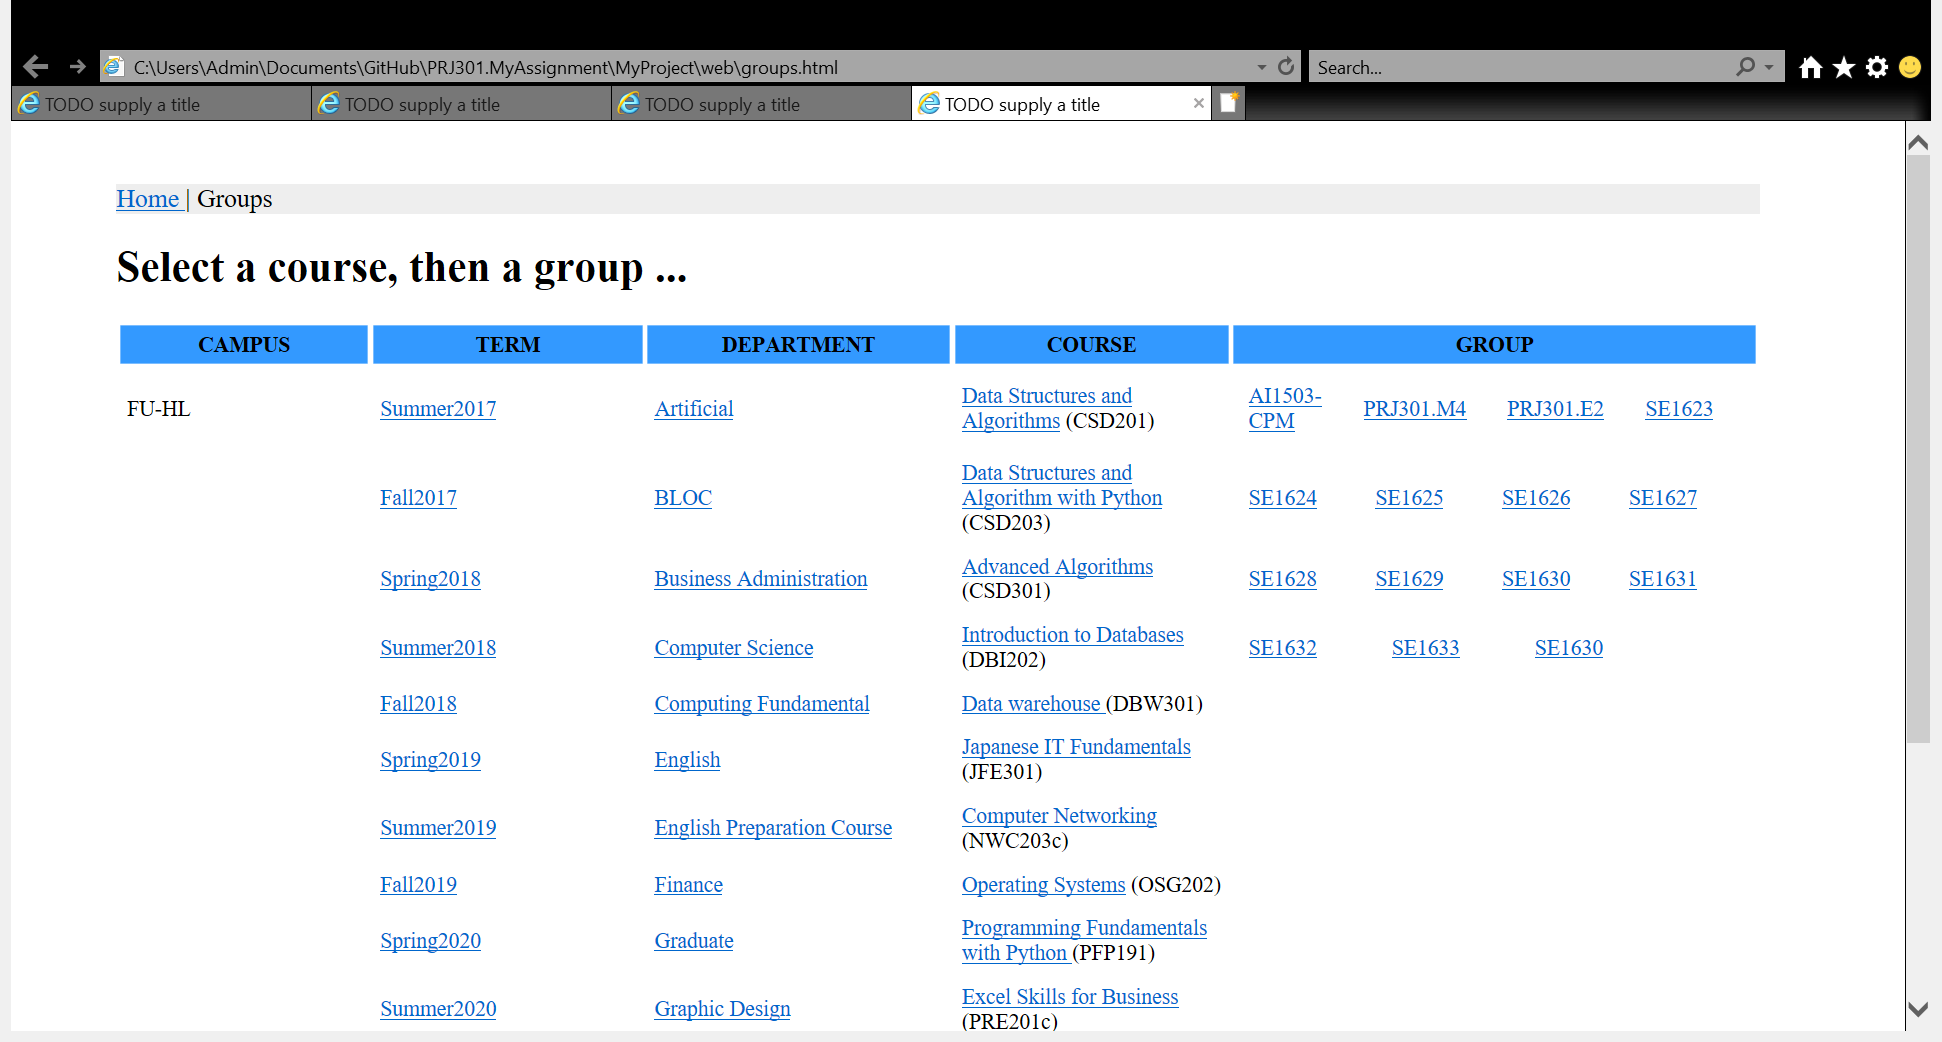 C:\Users\Admin\Documents\GitHub\PRJ301.MyAssignment\MyProject\web\groups.html
Search...
TODO supply a title
TODO supply a title
TODO supply a title
TODO supply a title
Home | Groups
Select a course, then a group ...
CAMPUS TERM DEPARTMENT COURSE GROUP
FU-HL Summer2017 Artificial
Data Structures and
Algorithms (CSD201)
AI1503-
CPM
PRJ301.M4 PRJ301.E2 SE1623
Fall2017 BLOC
Data Structures and
Algorithm with Python
(CSD203)
SE1624 SE1625 SE1626 SE1627
Spring2018 Business Administration
Advanced Algorithms
(CSD301)
SE1628 SE1629 SE1630 SE1631
Summer2018 Computer Science
Introduction to Databases
(DBI202)
SE1632 SE1633 SE1630
Fall2018 Computing Fundamental Data warehouse (DBW301)
Spring2019 English
Japanese IT Fundamentals
(JFE301)
Summer2019 English Preparation Course
Computer Networking
(NWC203c)
Fall2019 Finance Operating Systems (OSG202)
Spring2020 Graduate
Programming Fundamentals
with Python (PFP191)
Summer2020 Graphic Design
Excel Skills for Business
(PRE201c)